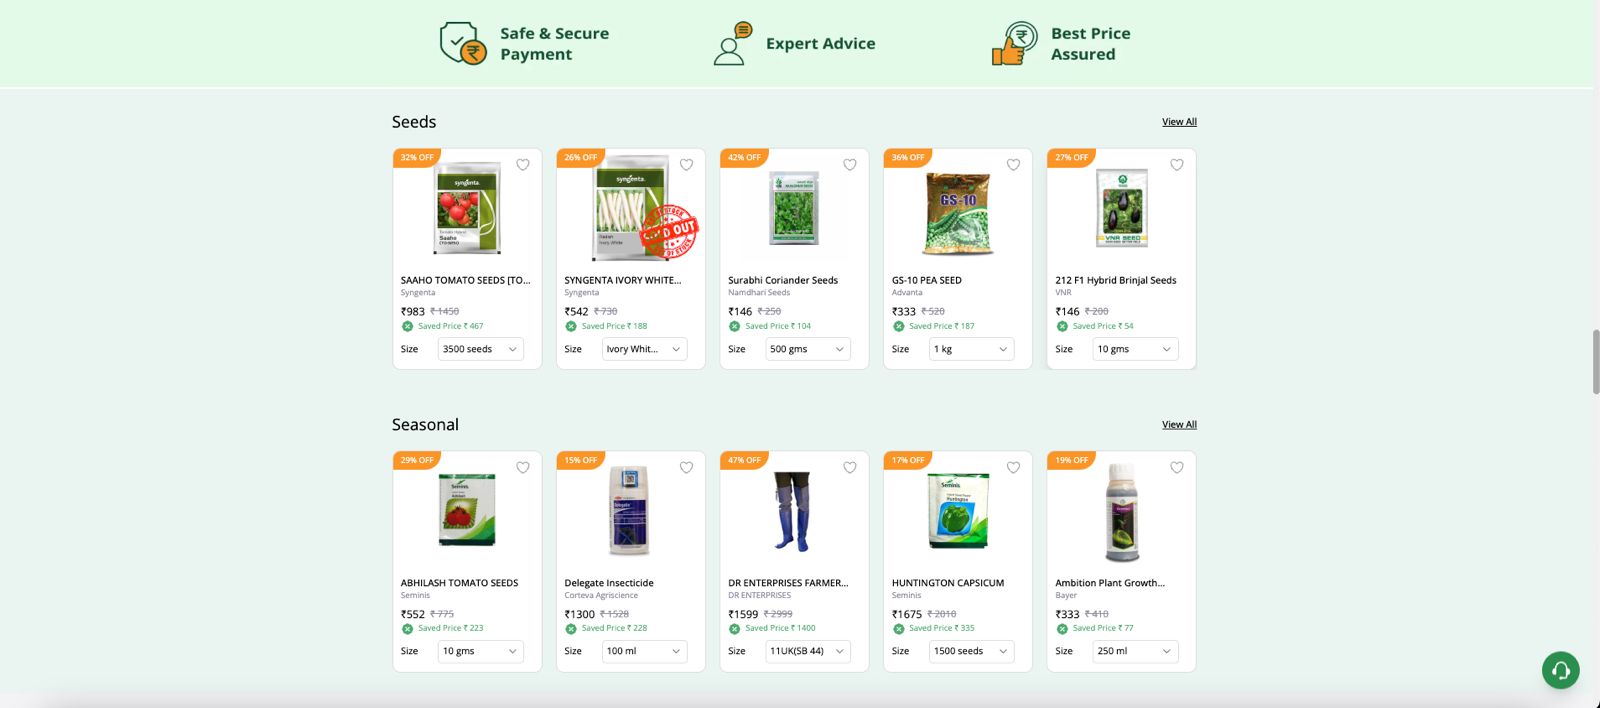 Safe & Secure
Payment
Expert Advice
Best Price
Assured
Seeds
View All
32% OFF
syngenta
Saaho
SAAHO TOMATO SEEDS [TO...
Syngenta
₹983 ₹ 1450
Saved Price ₹ 467
Size 3500 seeds
26% OFF
syngenta
Radish
Ivory White
SOLD OUT
SYNGENTA IVORY WHITE...
Syngenta
₹542 ₹ 730
Saved Price ₹ 188
Size Ivory Whit...
42% OFF
Surabhi Coriander Seeds
Namdhari Seeds
₹146 ₹ 250
Saved Price ₹ 104
Size 500 gms
36% OFF
GS-10
GS-10 PEA SEED
Advanta
₹333 ₹ 520
Saved Price ₹ 187
Size 1 kg
27% OFF
VNR SEED
212 F1 Hybrid Brinjal Seeds
VNR
₹146 ₹ 200
Saved Price ₹ 54
Size 10 gms
Seasonal
View All
29% OFF
Seminis
ABHILASH TOMATO SEEDS
Seminis
₹552 ₹ 775
Saved Price ₹ 223
Size 10 gms
15% OFF
Delegate
Delegate Insecticide
Corteva Agriscience
₹1300 ₹ 1528
Saved Price ₹ 228
Size 100 ml
47% OFF
DR ENTERPRISES FARMER...
DR ENTERPRISES
₹1599 ₹ 2999
Saved Price ₹ 1400
Size 11UK(SB 44)
17% OFF
Seminis
Huntington
HUNTINGTON CAPSICUM
Seminis
₹1675 ₹ 2010
Saved Price ₹ 335
Size 1500 seeds
19% OFF
Ambition Plant Growth...
Bayer
₹333 ₹ 410
Saved Price ₹ 77
Size 250 ml